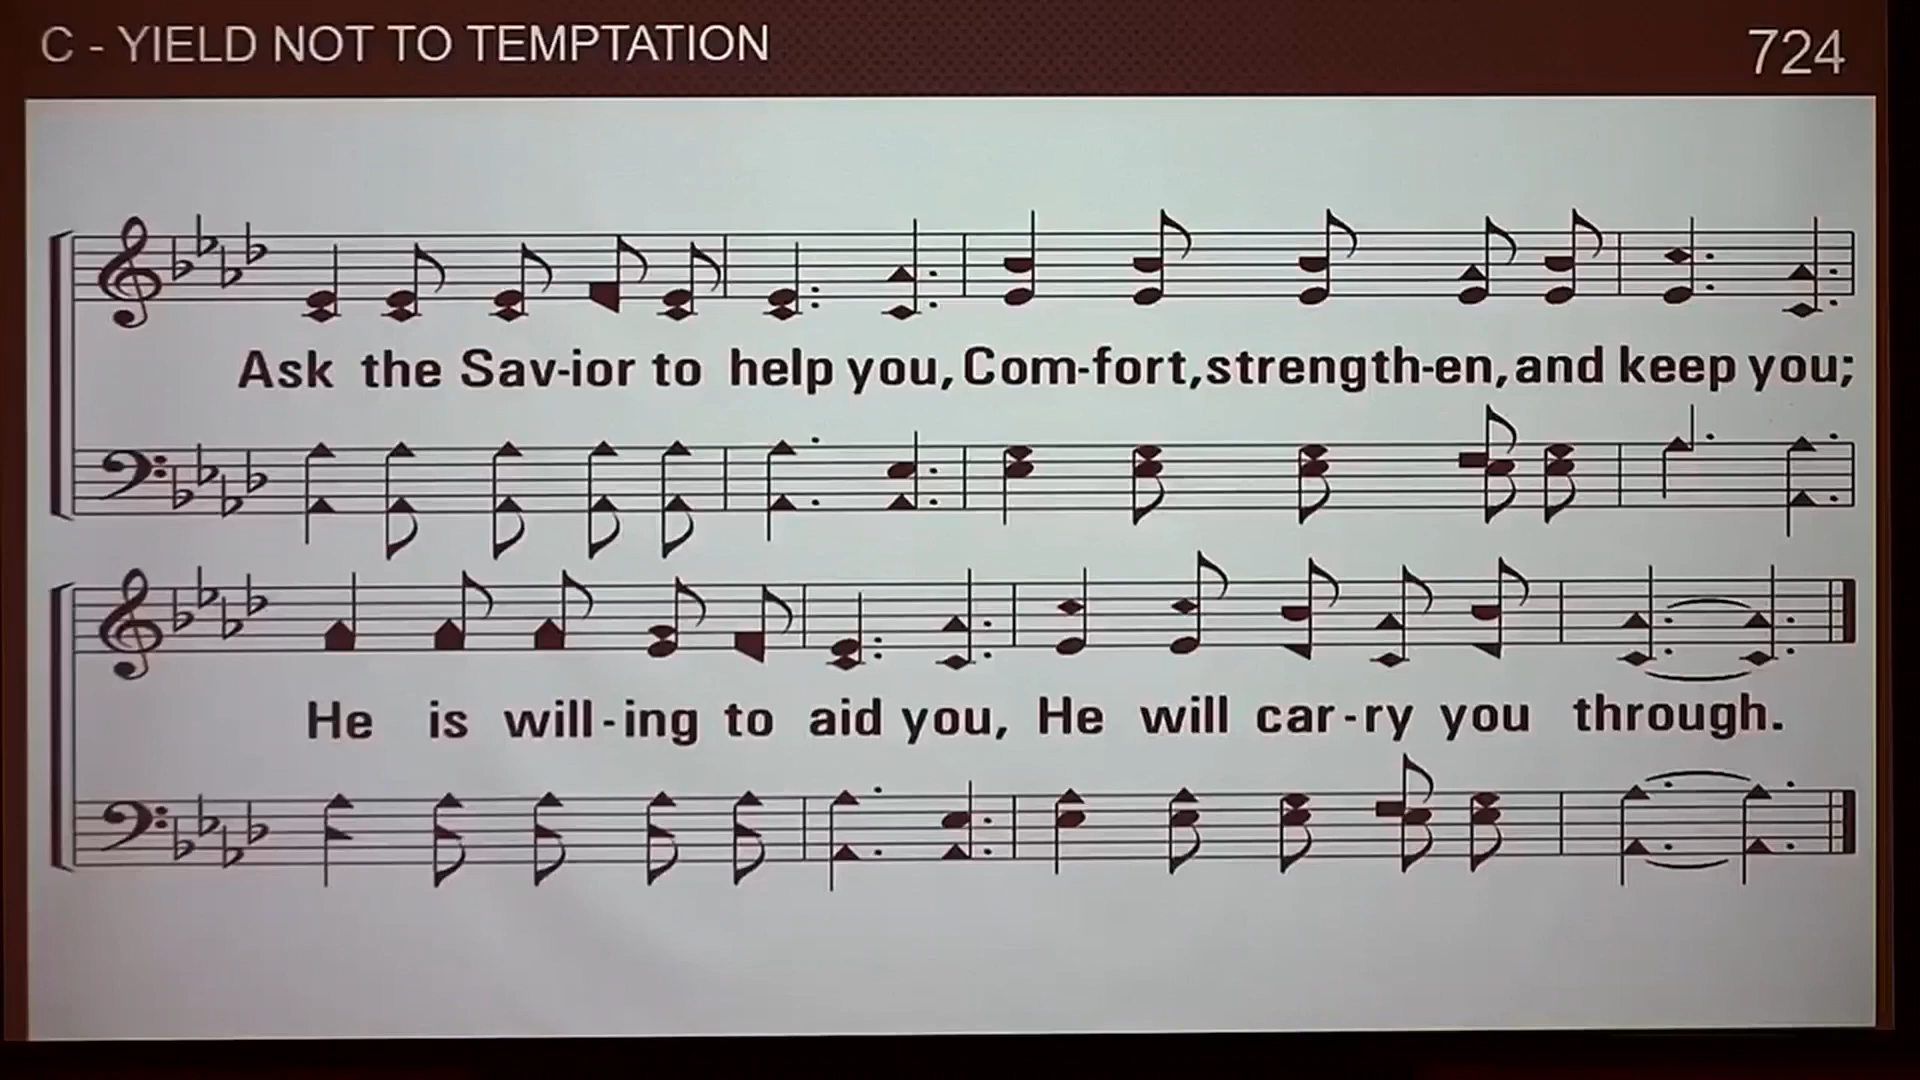 C - YIELD NOT TO TEMPTATION
724
Ask the Sav-ior to help you, Com-fort, strength-en, and keep you;
He is will-ing to aid you, He will car-ry you through.